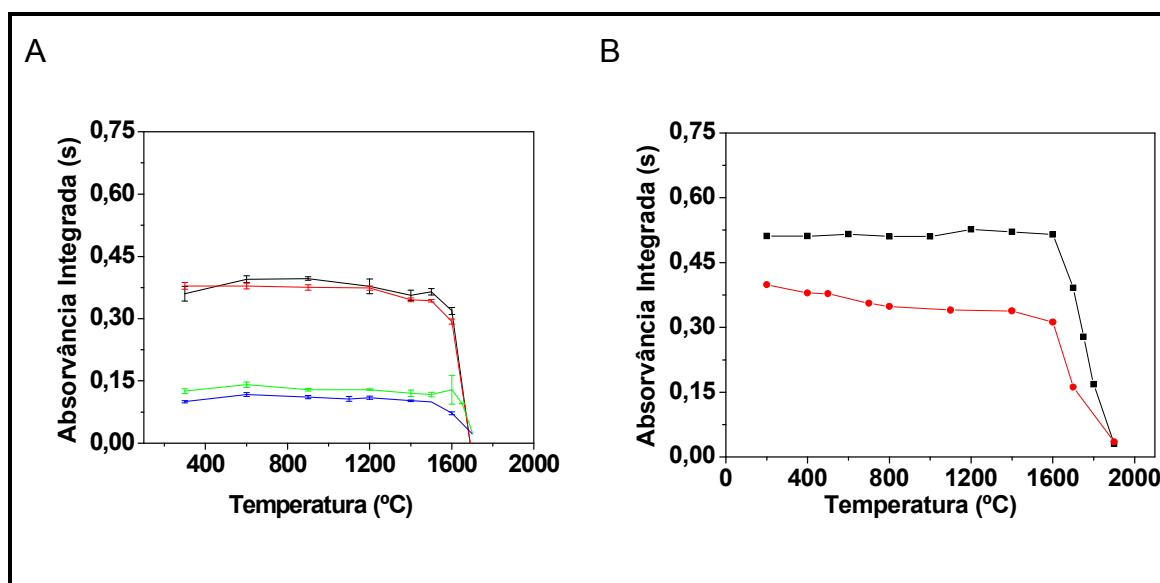 A
Absorvância Integrada (s)
0,75
0,60
0,45
0,30
0,15
0,00
400 800 1200 1600 2000
Temperatura (ºC)
B
Absorvância Integrada (s)
0,75
0,60
0,45
0,30
0,15
0,00
0 400 800 1200 1600 2000
Temperatura (ºC)